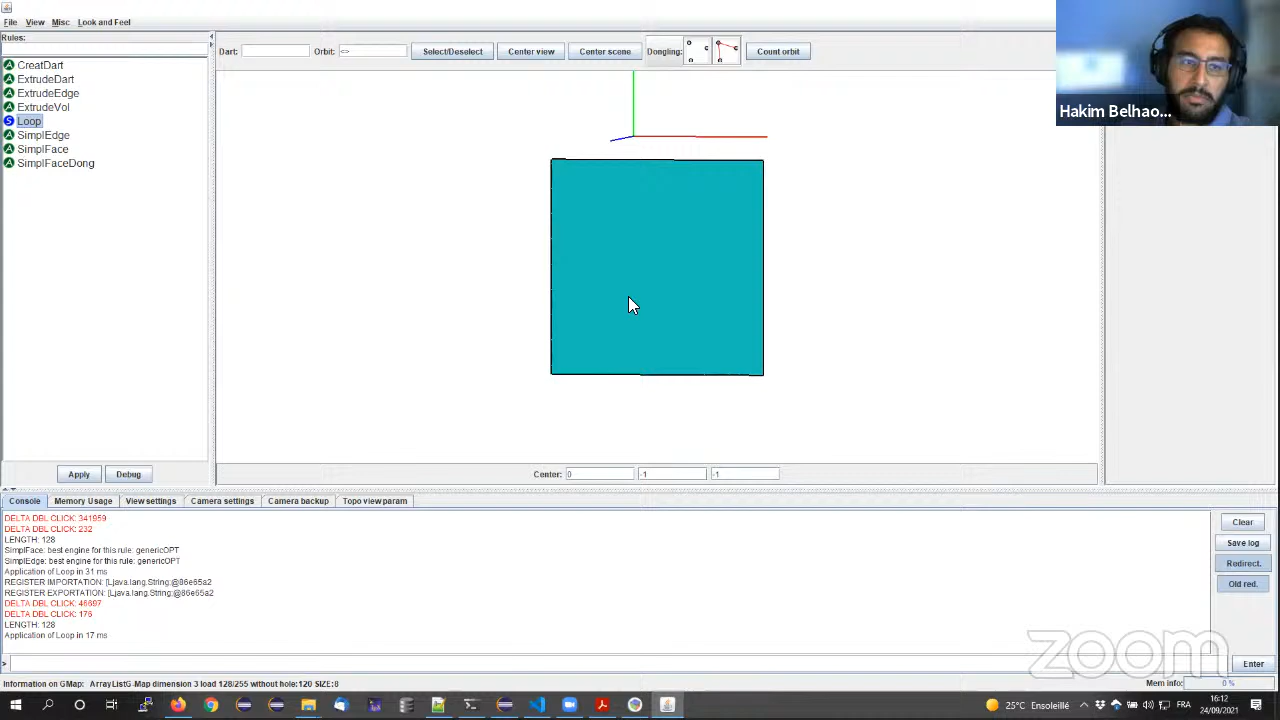 File View Misc Look and Feel
Rules:
CreatDart
ExtrudeDart
ExtrudeEdge
ExtrudeVol
Loop
SimplEdge
SimplFace
SimplFaceDong
Apply Debug
Dart: Orbit: <> Select/Deselect Center view Center scene Dongling: Count orbit
Hakim Belhao...
Center: 0 -1 -1
Console Memory Usage View settings Camera settings Camera backup Topo view param
DELTA DBL CLICK: 341959
DELTA DBL CLICK: 232
LENGTH: 128
SimplFace: best engine for this rule: genericOPT
SimplEdge: best engine for this rule: genericOPT
Application of Loop in 31 ms
REGISTER IMPORTATION: [Ljava.lang.String;@86e65a2
REGISTER EXPORTATION: [Ljava.lang.String;@86e65a2
DELTA DBL CLICK: 46697
DELTA DBL CLICK: 176
LENGTH: 128
Application of Loop in 17 ms
Clear
Save log
Redirect.
Old red.
zoom
> Enter
Information on GMap: ArrayListG-Map dimension 3 load 128/255 without hole:120 SIZE:8 Mem info: 0 %
25°C Ensoleillé FRA 16:12
24/09/2021